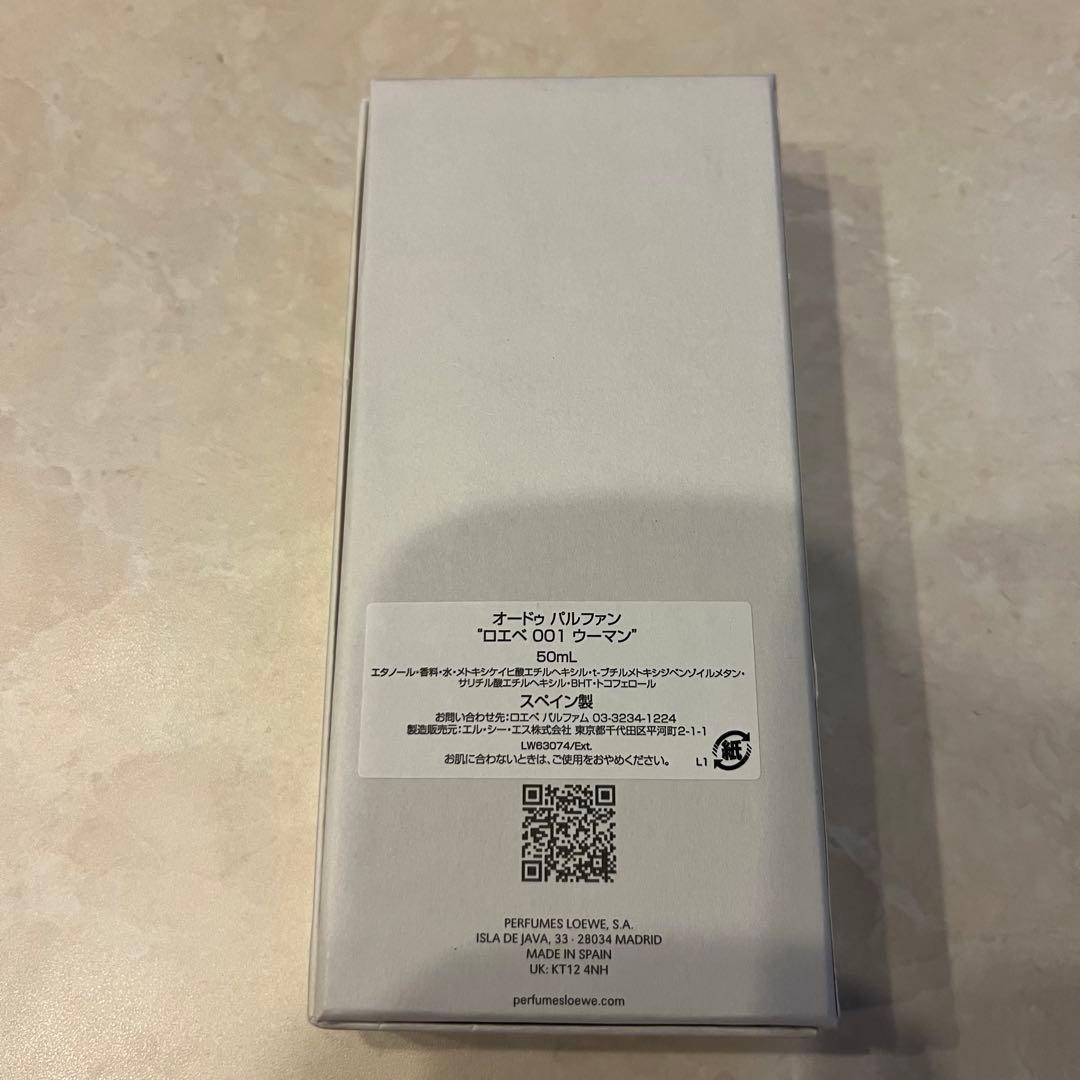 オードゥ パルファン
“ロエベ 001 ウーマン”
50mL
エタノール・香料・水・メトキシケイヒ酸エチルヘキシル・t-ブチルメトキシジベンゾイルメタン・
サリチル酸エチルヘキシル・BHT・トコフェロール
スペイン製
お問い合わせ先：ロエベ パルファム 03-3234-1224
製造販売元：エル・シー・エス株式会社 東京都千代田区平河町2-1-1
LW63074/Ext.
お肌に合わないときは、ご使用をおやめください。
L1 紙
PERFUMES LOEWE, S.A.
ISLA DE JAVA, 33 · 28034 MADRID
MADE IN SPAIN
UK: KT12 4NH
perfumesloewe.com